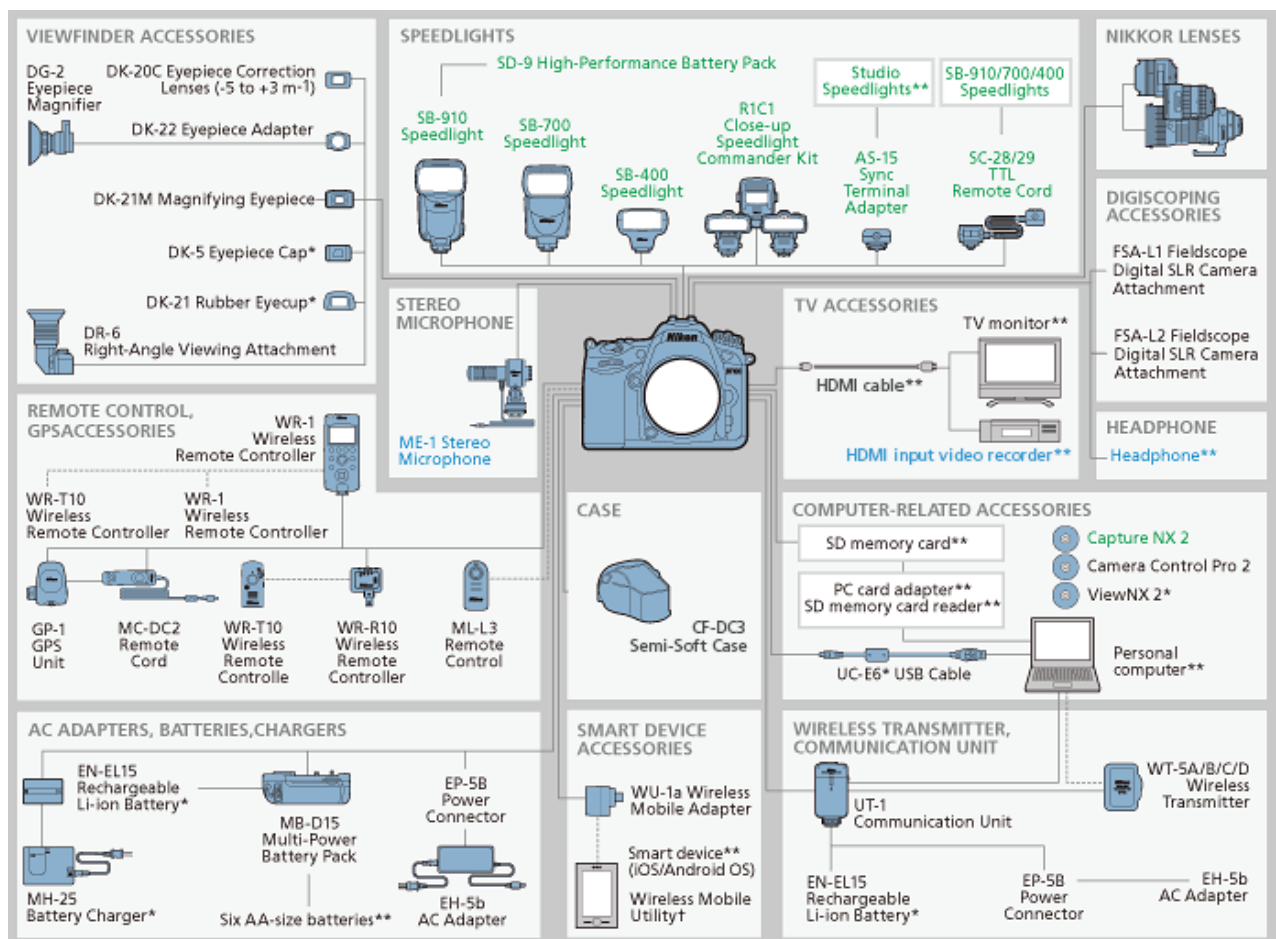 VIEWFINDER ACCESSORIES
DG-2
Eyepiece
Magnifier
DK-20C Eyepiece Correction
Lenses (-5 to +3 m-1)
DK-22 Eyepiece Adapter
DK-21M Magnifying Eyepiece
DK-5 Eyepiece Cap*
DK-21 Rubber Eyecup*
DR-6
Right-Angle Viewing Attachment
SPEEDLIGHTS
SD-9 High-Performance Battery Pack
SB-910
Speedlight
SB-700
Speedlight
SB-400
Speedlight
R1C1
Close-up
Speedlight
Commander Kit
Studio
Speedlights**
AS-15
Sync
Terminal
Adapter
SB-910/700/400
Speedlights
SC-28/29
TTL
Remote Cord
NIKKOR LENSES
DIGISCOPING
ACCESSORIES
FSA-L1 Fieldscope
Digital SLR Camera
Attachment
FSA-L2 Fieldscope
Digital SLR Camera
Attachment
STEREO
MICROPHONE
ME-1 Stereo
Microphone
Nikon
TV ACCESSORIES
TV monitor**
HDMI cable**
HDMI input video recorder**
HEADPHONE
Headphone**
REMOTE CONTROL,
GPSACCESSORIES
WR-1
Wireless
Remote Controller
WR-T10
Wireless
Remote Controller
WR-1
Wireless
Remote Controller
GP-1
GPS
Unit
MC-DC2
Remote
Cord
WR-T10
Wireless
Remote
Controlle
WR-R10
Wireless
Remote
Controller
ML-L3
Remote
Control
CASE
CF-DC3
Semi-Soft Case
COMPUTER-RELATED ACCESSORIES
SD memory card**
PC card adapter**
SD memory card reader**
Capture NX 2
Camera Control Pro 2
ViewNX 2*
UC-E6* USB Cable
Personal
computer**
AC ADAPTERS, BATTERIES,CHARGERS
EN-EL15
Rechargeable
Li-ion Battery*
MH-25
Battery Charger*
MB-D15
Multi-Power
Battery Pack
Six AA-size batteries**
EP-5B
Power
Connector
EH-5b
AC Adapter
SMART DEVICE
ACCESSORIES
WU-1a Wireless
Mobile Adapter
Smart device**
(iOS/Android OS)
Wireless Mobile
Utility†
WIRELESS TRANSMITTER,
COMMUNICATION UNIT
UT-1
Communication Unit
WT-5A/B/C/D
Wireless
Transmitter
EN-EL15
Rechargeable
Li-ion Battery*
EP-5B
Power
Connector
EH-5b
AC Adapter